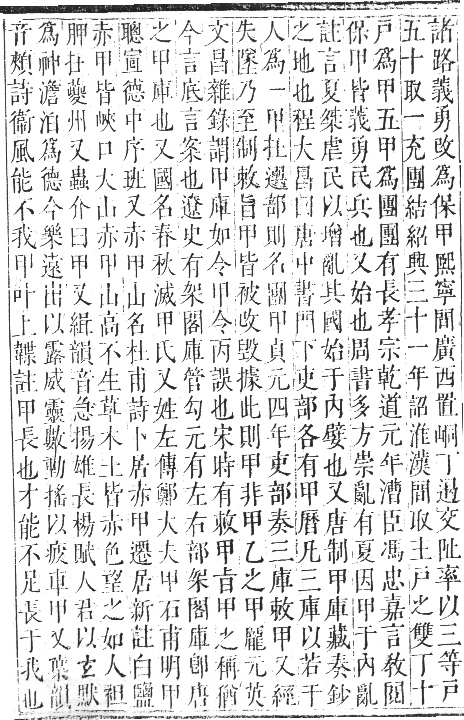 諸路義勇改爲保甲熙寧間廣西置峒丁邊交阯率以三等戶
五十取一充團結紹興三十一年詔淮漢間取土戶之雙丁十
戶爲甲五甲爲團團有長孝宗乾道元年漕臣馮忠嘉言教閱
保甲皆義勇民兵也又始也周書多方崇亂有夏因甲于內亂
註言夏桀虐民以增亂其國始于內嬖也又唐制甲庫藏奏鈔
之地也程大昌曰唐中書門下吏部各有甲曆凡三庫以若干
人爲一甲在選部則名團甲貞元四年吏部奏三庫敕甲又經
失墜乃至制敕旨甲皆被改毀據此則甲非甲乙之甲龐元英
文昌雜錄謂甲庫如令甲令丙誤也宋時有敕甲旨甲之稱猶
今言底言案也遼史有架閣庫管勾元有左右部架閣庫卽唐
之甲庫也又國名春秋滅甲氏又姓左傳鄭大夫甲石甫明甲
聰宣德中序班又赤甲山名杜甫詩卜居赤甲遷居新註白鹽
赤甲皆峽口大山赤甲山高不生草木土皆赤色望之如人袒
胛在夔州又蟲介曰甲又緝韻音急揚雄長楊賦人君以玄默
爲神澹泊爲德今樂遠出以露威靈數動搖以疲車甲又葉韻
音頰詩衞風能不我甲叶上韘註甲長也才能不足長于我也